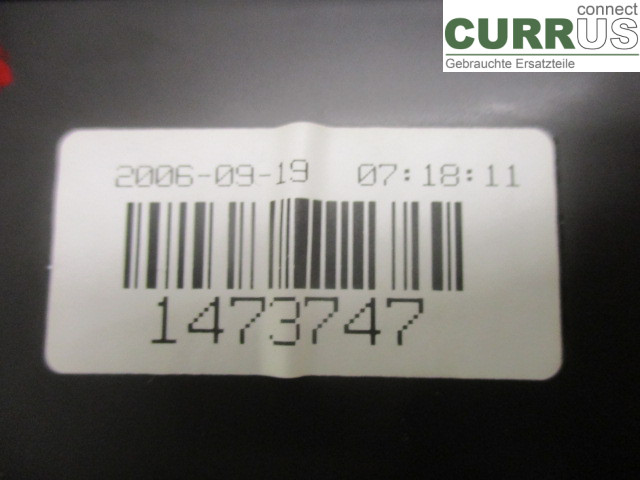 connect
CURRUS
Gebrauchte Ersatzteile
2006-09-19 07:18:11
1473747